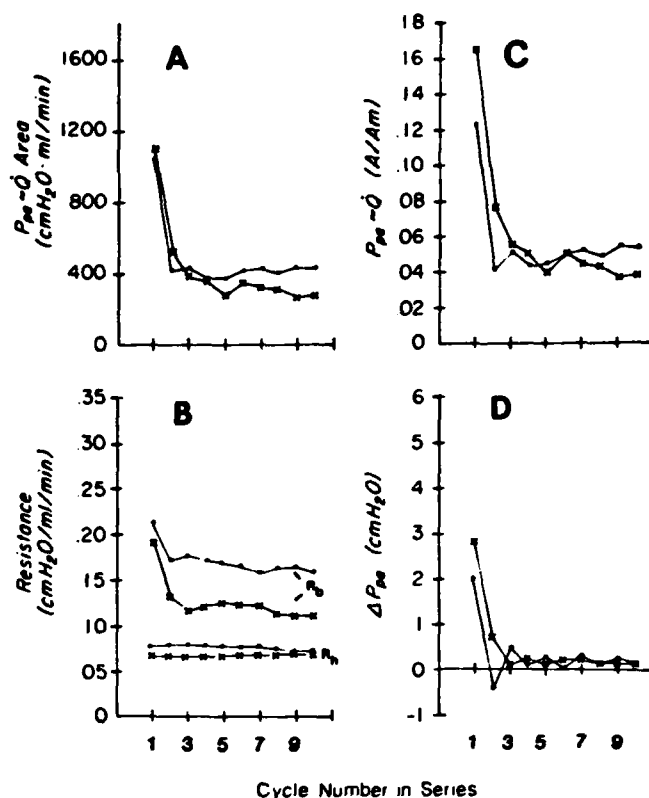 A
P_pa-Q̇ Area
(cmH₂O·ml/min)
1600
1200
800
400
0
C
P_pa-Q̇ (A/Am)
.18
.16
.14
.12
.10
.08
.06
.04
.02
0
B
Resistance
(cmH₂O/ml/min)
.35
.30
.25
.20
.15
.10
.05
0
R_o
R_h
1 3 5 7 9
D
ΔP_pa (cmH₂O)
6
5
4
3
2
1
0
-1
1 3 5 7 9
Cycle Number in Series